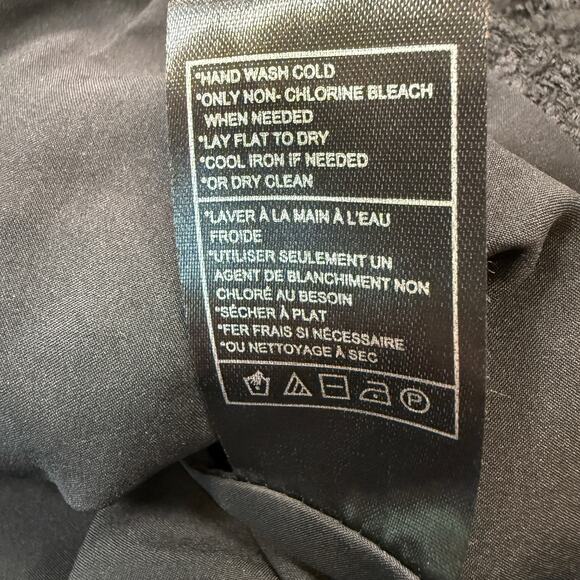 *HAND WASH COLD
*ONLY NON- CHLORINE BLEACH
WHEN NEEDED
*LAY FLAT TO DRY
*COOL IRON IF NEEDED
*OR DRY CLEAN
*LAVER À LA MAIN À L'EAU
FROIDE
*UTILISER SEULEMENT UN
AGENT DE BLANCHIMENT NON
CHLORÉ AU BESOIN
*SÉCHER À PLAT
*FER FRAIS SI NÉCESSAIRE
*OU NETTOYAGE À SEC
P